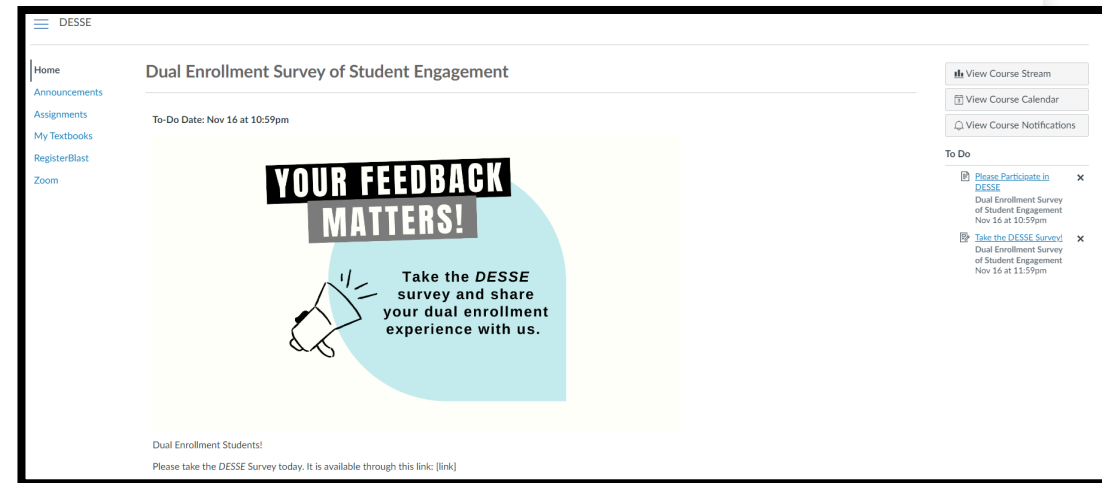 DESSE
Home
Announcements
Assignments
My Textbooks
RegisterBlast
Zoom
Dual Enrollment Survey of Student Engagement
To-Do Date: Nov 16 at 10:59pm
YOUR FEEDBACK
MATTERS!
Take the DESSE
survey and share
your dual enrollment
experience with us.
Dual Enrollment Students!
Please take the DESSE Survey today. It is available through this link: [link]
View Course Stream
View Course Calendar
View Course Notifications
To Do
Please Participate in
DESSE
Dual Enrollment Survey
of Student Engagement
Nov 16 at 10:59pm
Take the DESSE Survey!
Dual Enrollment Survey
of Student Engagement
Nov 16 at 11:59pm